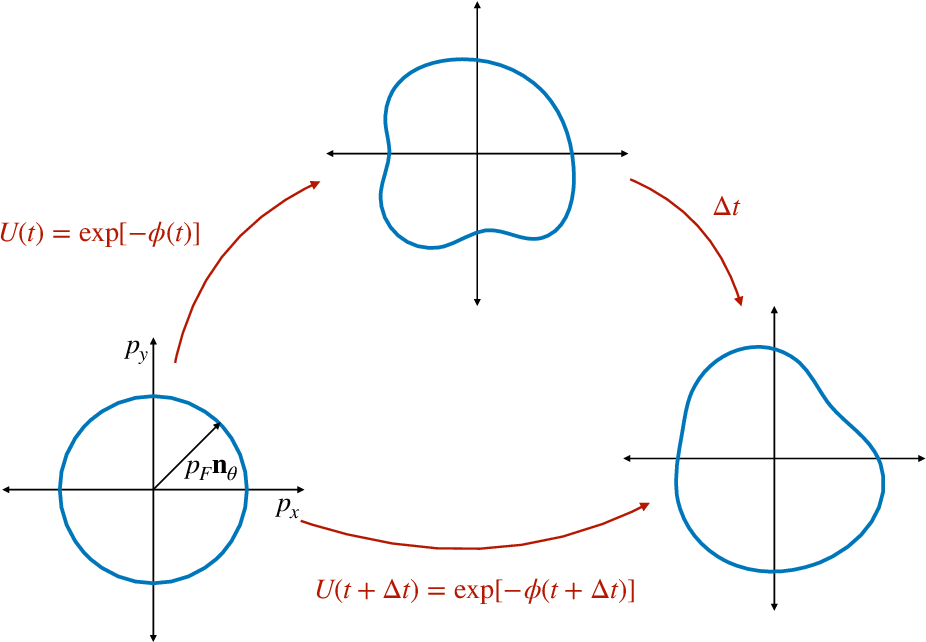 U(t) = exp[−ϕ(t)]
Δt
p_y
p_F n_θ
p_x
U(t + Δt) = exp[−ϕ(t + Δt)]